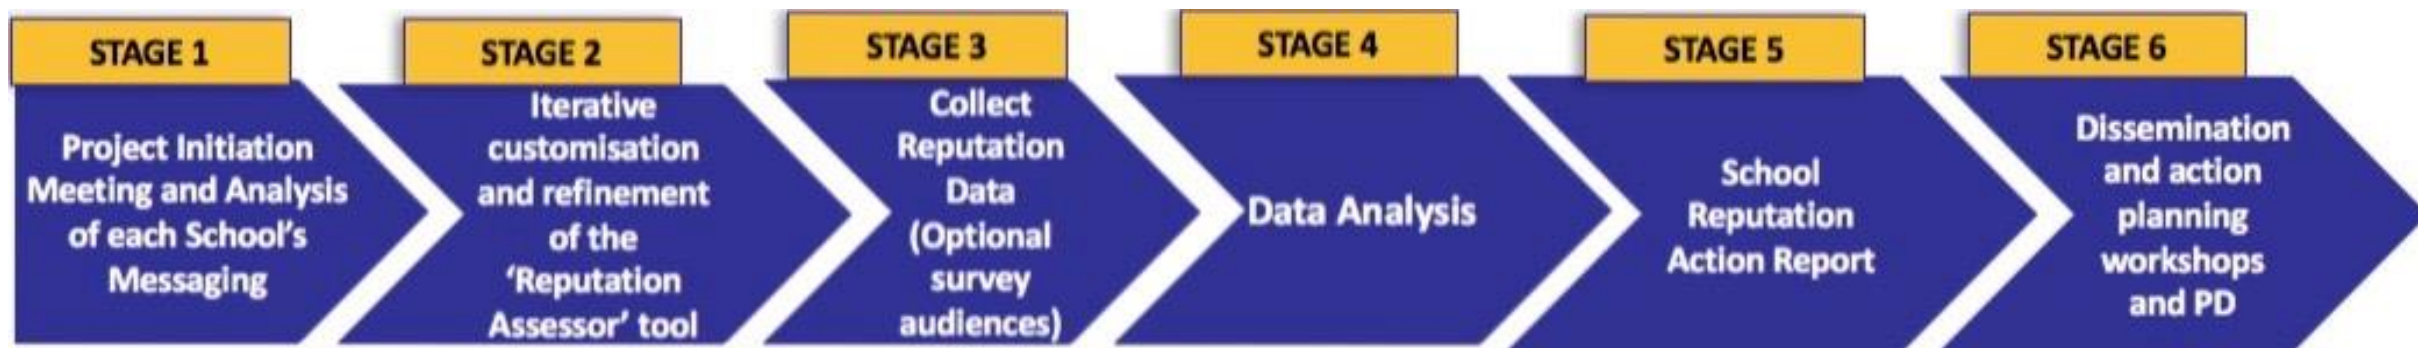 STAGE 1
Project Initiation
Meeting and Analysis
of each School's
Messaging
STAGE 2
Iterative
customisation
and refinement
of the
‘Reputation
Assessor’ tool
STAGE 3
Collect
Reputation
Data
(Optional
survey
audiences)
STAGE 4
Data Analysis
STAGE 5
School
Reputation
Action Report
STAGE 6
Dissemination
and action
planning
workshops
and PD